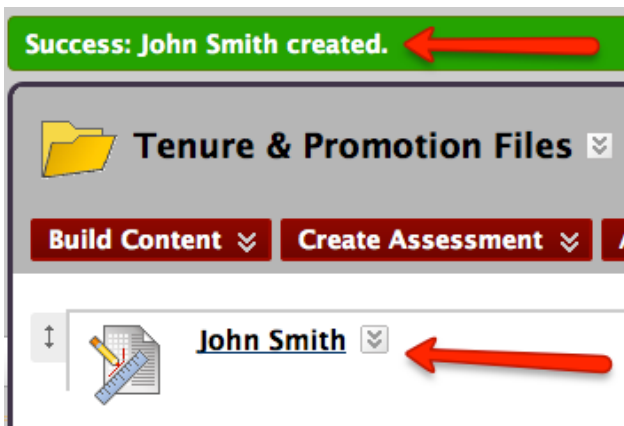 Success: John Smith created.
Tenure & Promotion Files
Build Content Create Assessment
John Smith